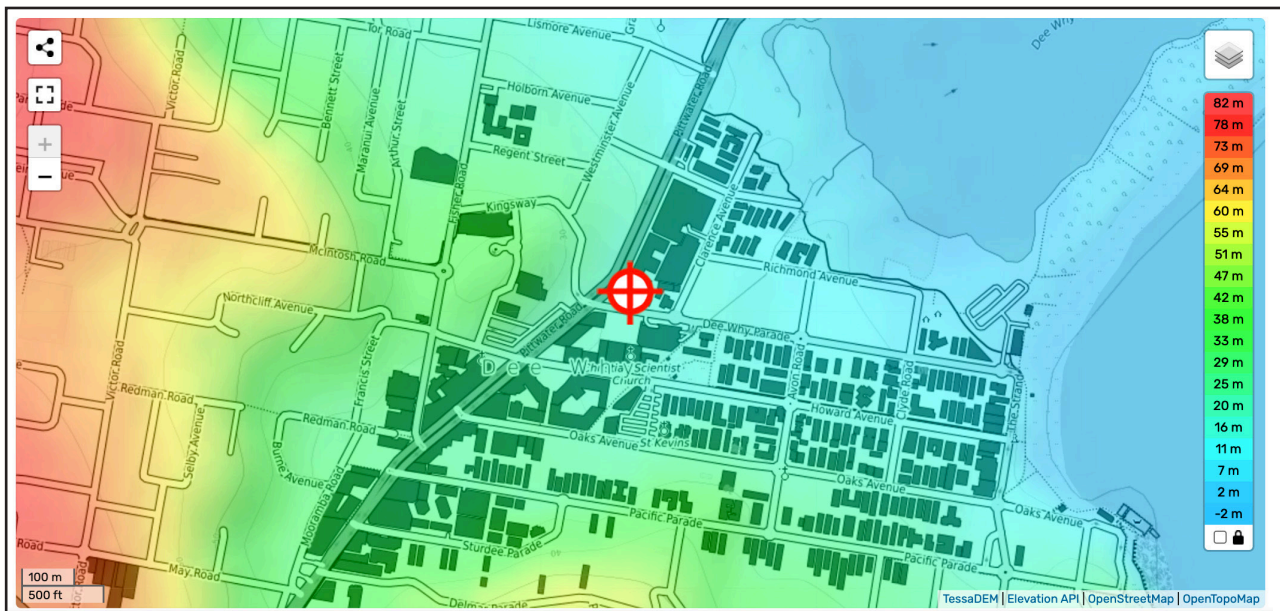 Tor Road
Lismore Avenue
Dee Why
Victor Road
Bennett Street
Maranui Avenue
Arthur Street
Holborn Avenue
Westminster Avenue
Pittwater Road
Regent Street
Fisher Road
Kingsway
Clarence Avenue
McIntosh Road
Richmond Avenue
Northcliff Avenue
Pittwater Road
Dee Why Parade
Dee Why
Scientist
Church
Francis Street
Victor Road
Redman Road
Redman Road
Selby Avenue
Burne Avenue
Avon Road
Howard Avenue
Clyde Road
The Strand
Oaks Avenue
St Kevins
Oaks Avenue
Oaks Avenue
Mooramba Road
Pacific Parade
Pacific Parade
Sturdee Parade
Road
May Road
Delmar Parade
82 m
78 m
73 m
69 m
64 m
60 m
55 m
51 m
47 m
42 m
38 m
33 m
29 m
25 m
20 m
16 m
11 m
7 m
2 m
-2 m
100 m
500 ft
TessaDEM | Elevation API | OpenStreetMap | OpenTopoMap